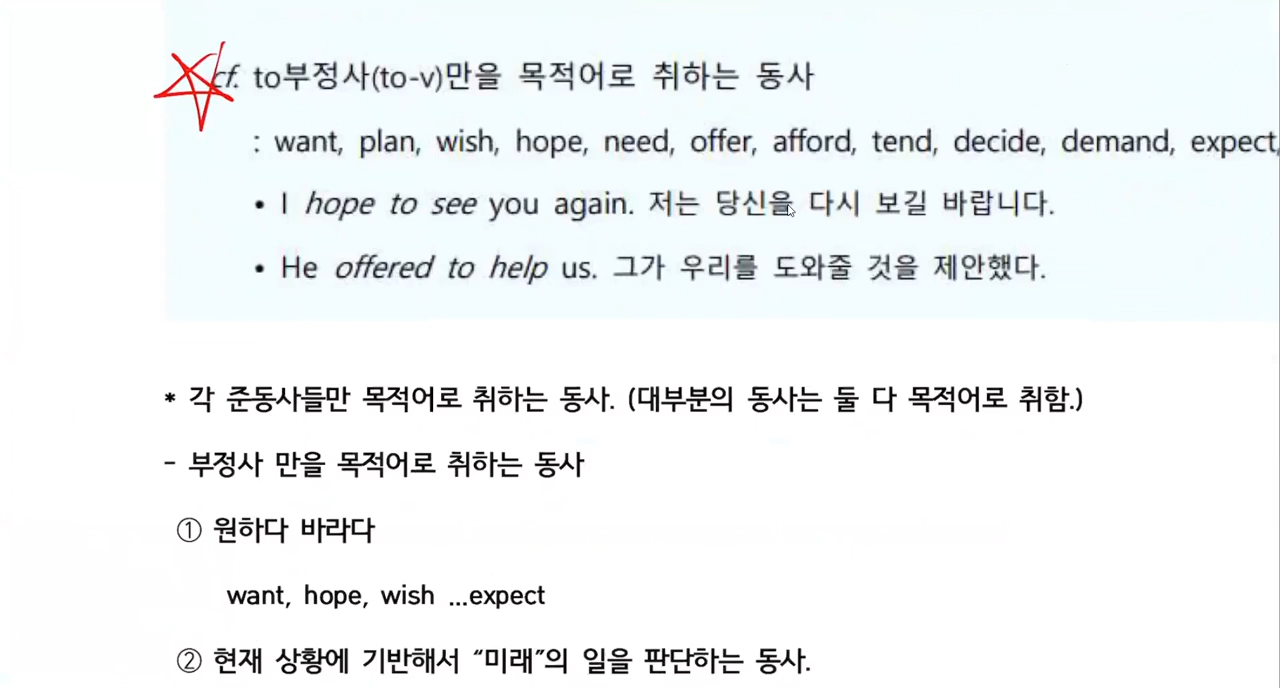 cf. to부정사(to-v)만을 목적어로 취하는 동사
: want, plan, wish, hope, need, offer, afford, tend, decide, demand, expect,
• I hope to see you again. 저는 당신을 다시 보길 바랍니다.
• He offered to help us. 그가 우리를 도와줄 것을 제안했다.
* 각 준동사들만 목적어로 취하는 동사. (대부분의 동사는 둘 다 목적어로 취함.)
- 부정사 만을 목적어로 취하는 동사
① 원하다 바라다
want, hope, wish ...expect
② 현재 상황에 기반해서 “미래”의 일을 판단하는 동사.